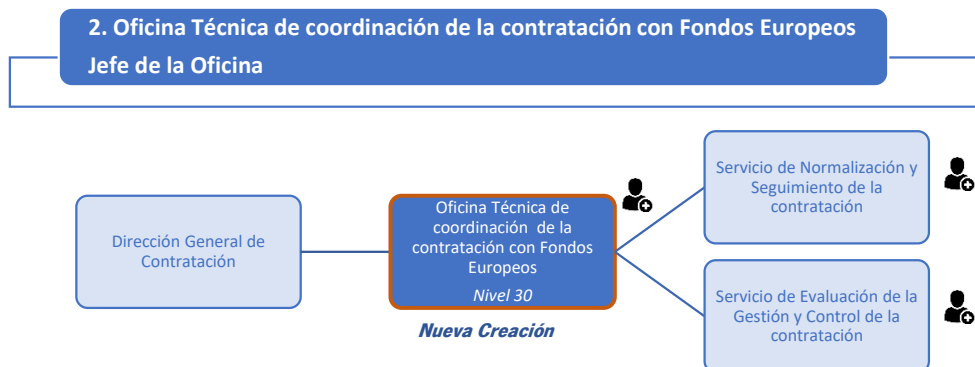 2. Oficina Técnica de coordinación de la contratación con Fondos Europeos
Jefe de la Oficina
Dirección General de
Contratación
Oficina Técnica de
coordinación de la
contratación con Fondos
Europeos
Nivel 30
Nueva Creación
Servicio de Normalización y
Seguimiento de la
contratación
Servicio de Evaluación de la
Gestión y Control de la
contratación